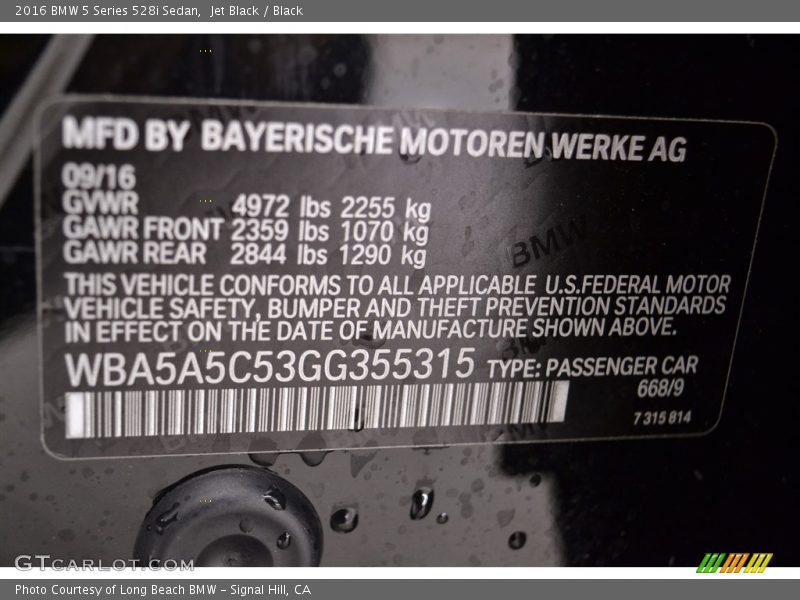 2016 BMW 5 Series 528i Sedan, Jet Black / Black
MFD BY BAYERISCHE MOTOREN WERKE AG
09/16
GVWR 4972 lbs 2255 kg
GAWR FRONT 2359 lbs 1070 kg
GAWR REAR 2844 lbs 1290 kg
THIS VEHICLE CONFORMS TO ALL APPLICABLE U.S.FEDERAL MOTOR
VEHICLE SAFETY, BUMPER AND THEFT PREVENTION STANDARDS
IN EFFECT ON THE DATE OF MANUFACTURE SHOWN ABOVE.
WBA5A5C53GG355315 TYPE: PASSENGER CAR
668/9
7 315 814
BMW
GTCARLOT.COM
Photo Courtesy of Long Beach BMW - Signal Hill, CA